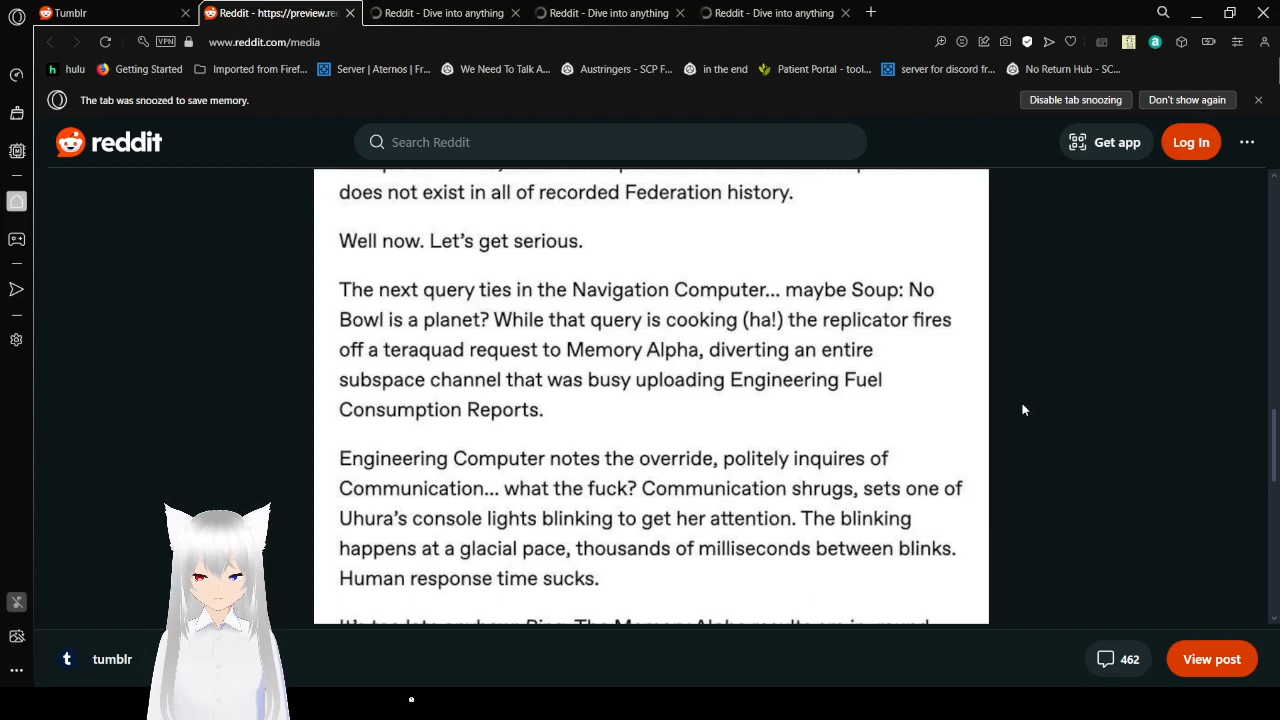 Tumblr
Reddit - https://preview.re
Reddit - Dive into anything
Reddit - Dive into anything
Reddit - Dive into anything
VPN
www.reddit.com/media
hulu
Getting Started
Imported from Firef...
Server | Aternos | Fr...
We Need To Talk A...
Austringers - SCP F...
in the end
Patient Portal - tool...
server for discord fr...
No Return Hub - SC...
The tab was snoozed to save memory.
Disable tab snoozing
Don't show again
reddit
Search Reddit
Get app
Log In
does not exist in all of recorded Federation history.
Well now. Let's get serious.
The next query ties in the Navigation Computer... maybe Soup: No
Bowl is a planet? While that query is cooking (ha!) the replicator fires
off a teraquad request to Memory Alpha, diverting an entire
subspace channel that was busy uploading Engineering Fuel
Consumption Reports.
Engineering Computer notes the override, politely inquires of
Communication... what the fuck? Communication shrugs, sets one of
Uhura's console lights blinking to get her attention. The blinking
happens at a glacial pace, thousands of milliseconds between blinks.
Human response time sucks.
tumblr
462
View post